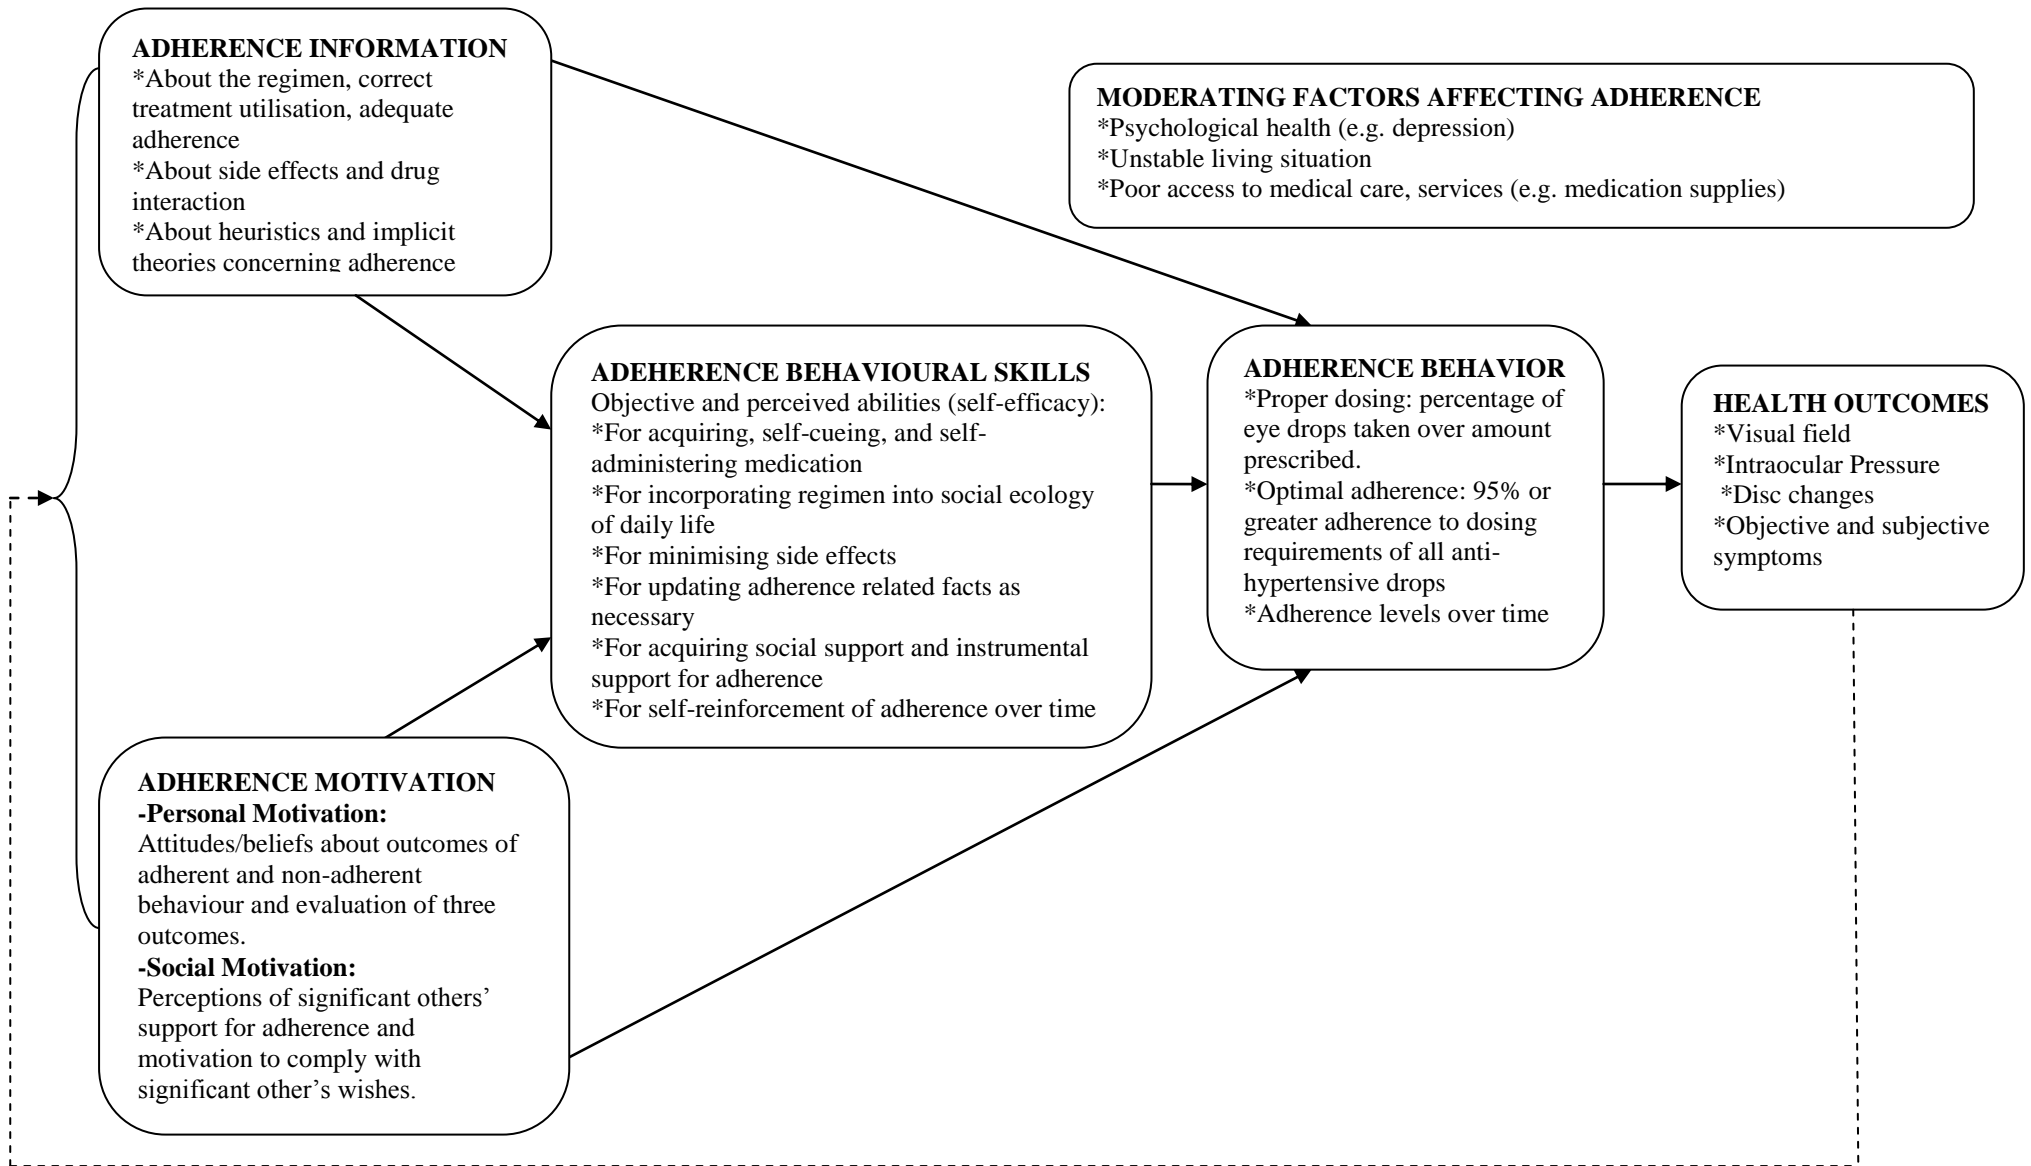 ADHERENCE INFORMATION
*About the regimen, correct
treatment utilisation, adequate
adherence
*About side effects and drug
interaction
*About heuristics and implicit
theories concerning adherence
MODERATING FACTORS AFFECTING ADHERENCE
*Psychological health (e.g. depression)
*Unstable living situation
*Poor access to medical care, services (e.g. medication supplies)
ADEHERENCE BEHAVIOURAL SKILLS
Objective and perceived abilities (self-efficacy):
*For acquiring, self-cueing, and self-
administering medication
*For incorporating regimen into social ecology
of daily life
*For minimising side effects
*For updating adherence related facts as
necessary
*For acquiring social support and instrumental
support for adherence
*For self-reinforcement of adherence over time
ADHERENCE BEHAVIOR
*Proper dosing: percentage of
eye drops taken over amount
prescribed.
*Optimal adherence: 95% or
greater adherence to dosing
requirements of all anti-
hypertensive drops
*Adherence levels over time
HEALTH OUTCOMES
*Visual field
*Intraocular Pressure
*Disc changes
*Objective and subjective
symptoms
ADHERENCE MOTIVATION
-Personal Motivation:
Attitudes/beliefs about outcomes of
adherent and non-adherent
behaviour and evaluation of three
outcomes.
-Social Motivation:
Perceptions of significant others’
support for adherence and
motivation to comply with
significant other’s wishes.